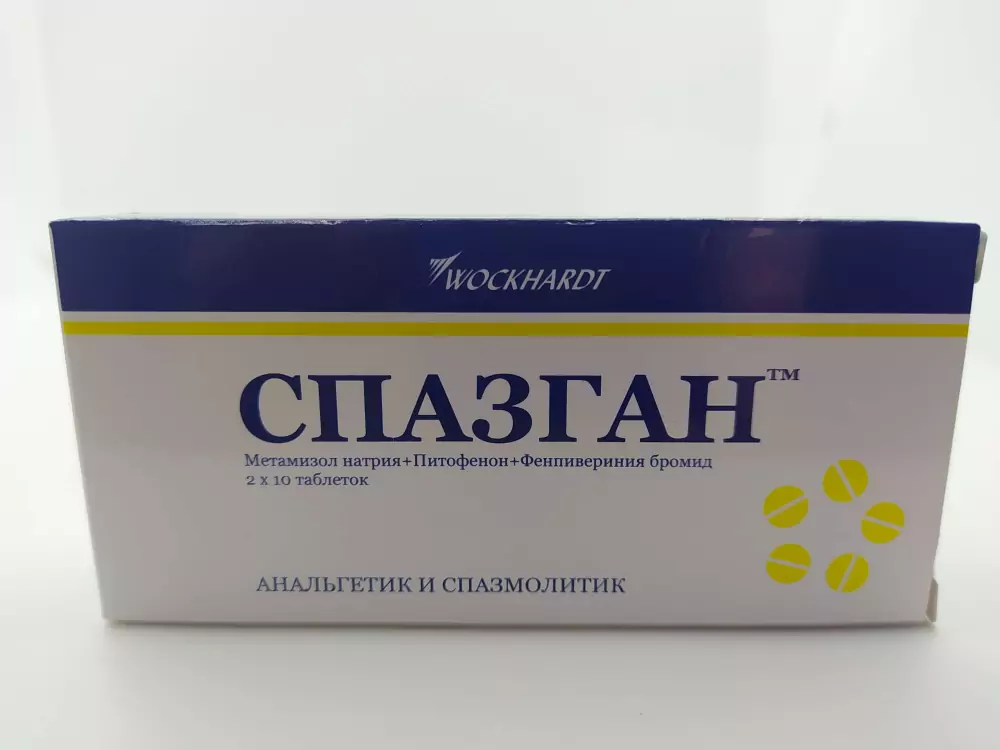 WOCKHARDT
СПАЗГАН™
Метамизол натрия+Питофенон+Фенпивериния бромид
2 x 10 таблеток
АНАЛЬГЕТИК И СПАЗМОЛИТИК